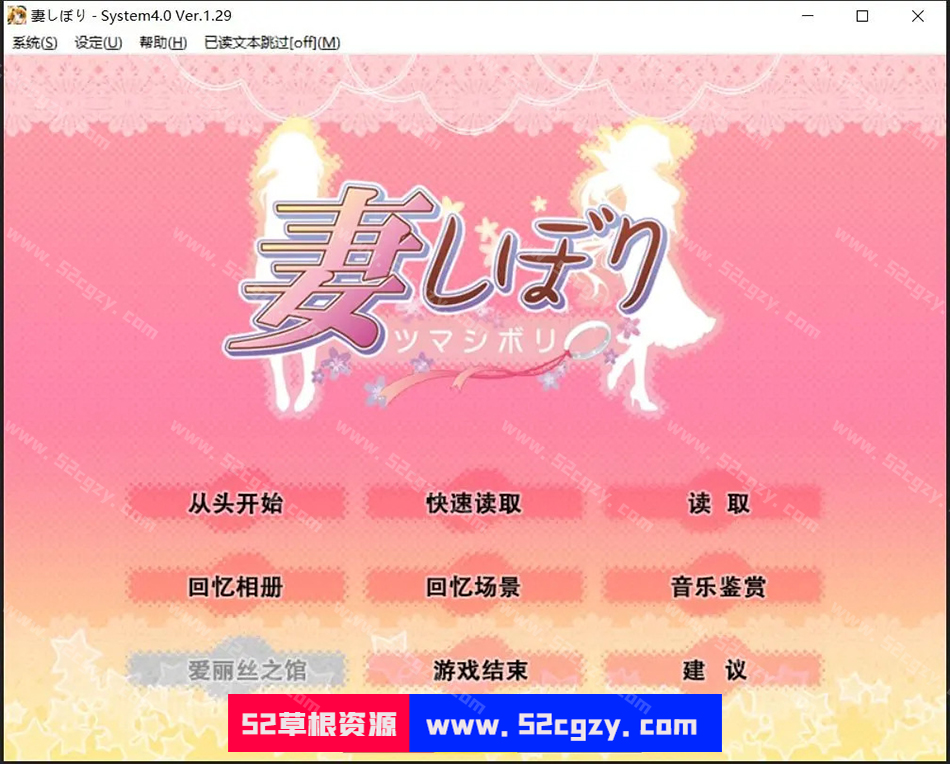 妻しぼり - System4.0 Ver.1.29
系统(S) 设定(U) 帮助(H) 已读文本跳过[off](M)
妻しぼり
ツマシボリ
从头开始 快速读取 读 取
回忆相册 回忆场景 音乐鉴赏
爱丽丝之馆 游戏结束 建 议
52草根资源 www.52cgzy.com
www.52cgzy.com